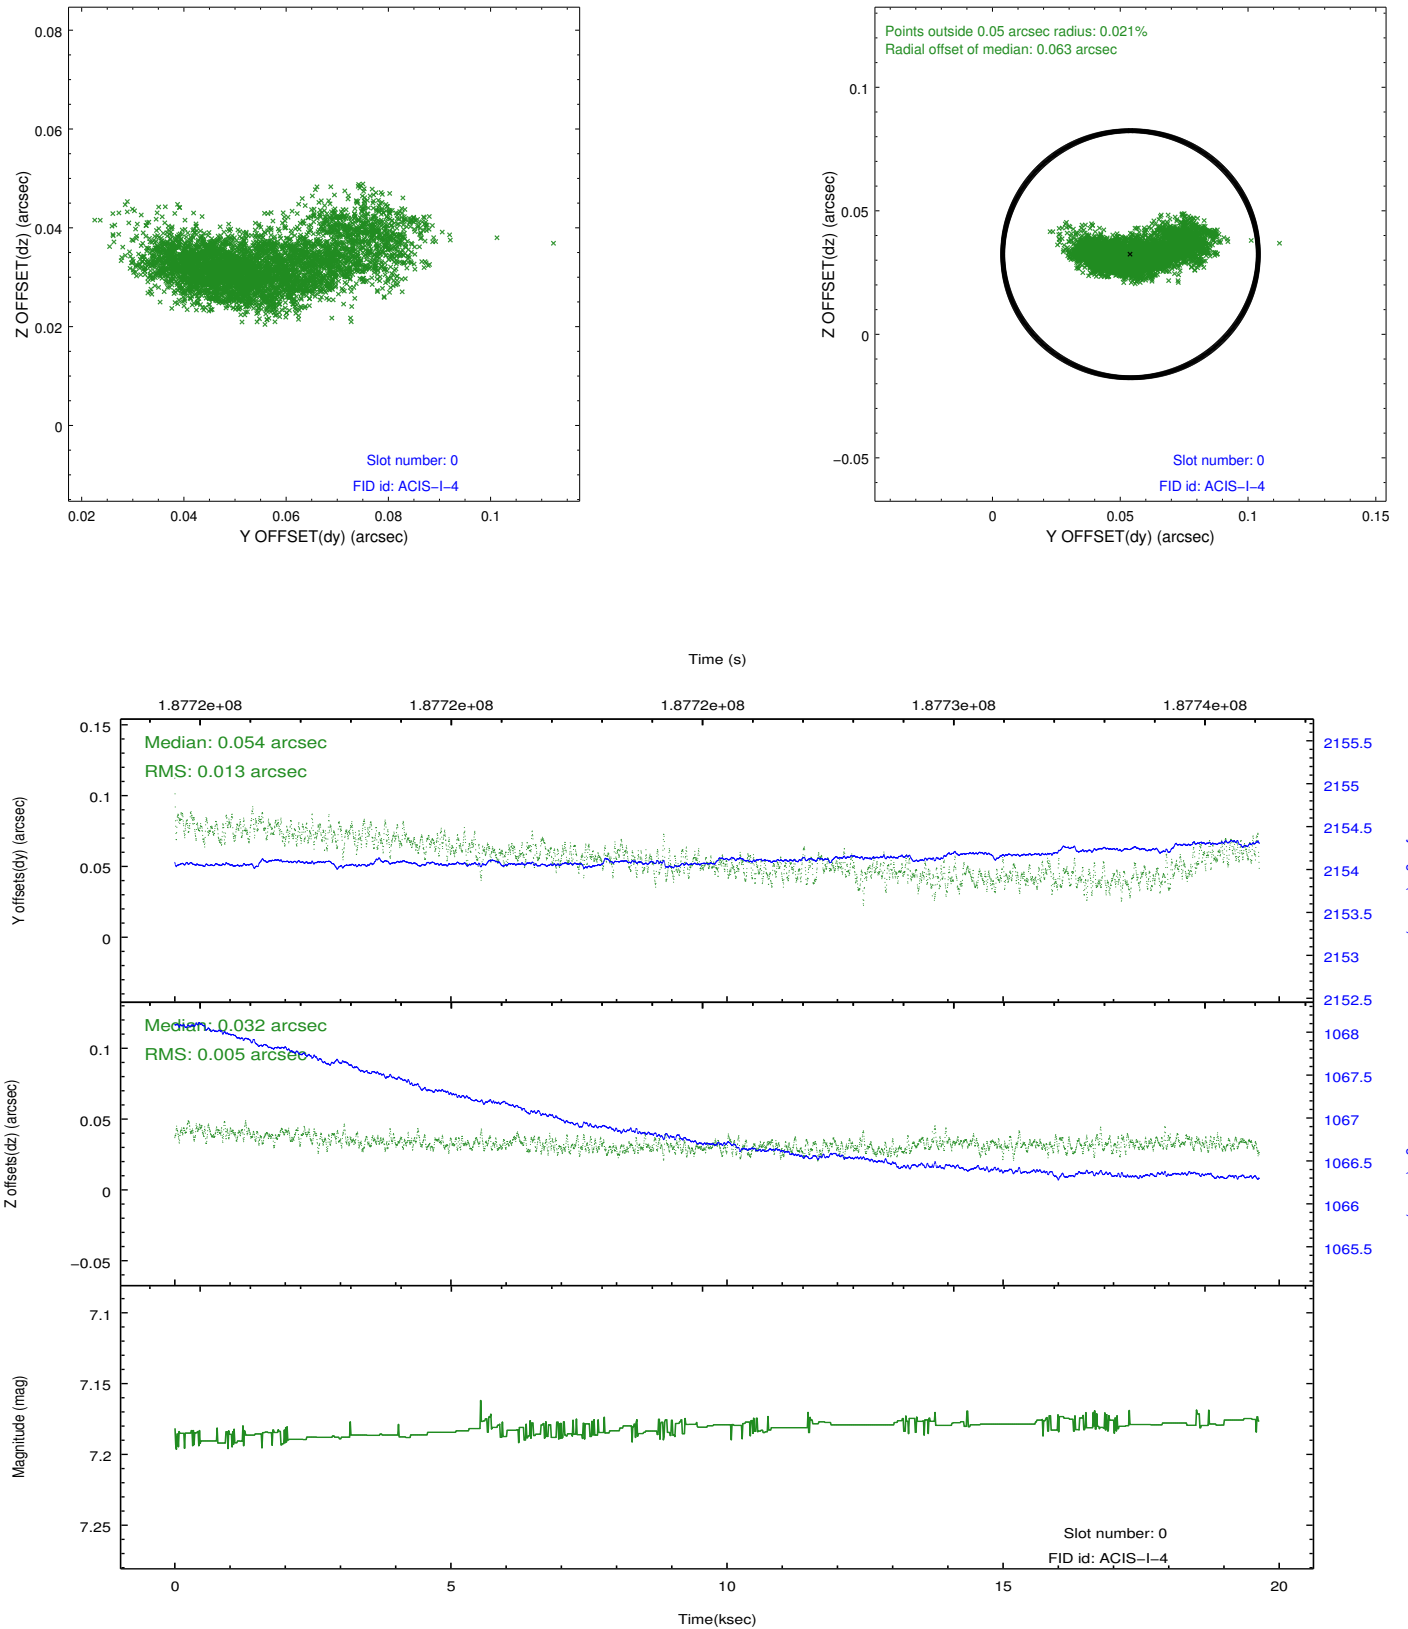 0.08
0.06
0.04
0.02
0
Z OFFSET(dz) (arcsec)
Slot number: 0
FID id: ACIS-I-4
0.02 0.04 0.06 0.08 0.1
Y OFFSET(dy) (arcsec)
Points outside 0.05 arcsec radius: 0.021%
Radial offset of median: 0.063 arcsec
0.1
0.05
0
−0.05
Z OFFSET(dz) (arcsec)
Slot number: 0
FID id: ACIS-I-4
0 0.05 0.1 0.15
Y OFFSET(dy) (arcsec)
Time (s)
1.8772e+08 1.8772e+08 1.8772e+08 1.8773e+08 1.8774e+08
Median: 0.054 arcsec
RMS: 0.013 arcsec
0.15
0.1
0.05
0
Y offsets(dy) (arcsec)
2155.5
2155
2154.5
2154
2153.5
2153
2152.5
Median: 0.032 arcsec
RMS: 0.005 arcsec
0.1
0.05
0
−0.05
Z offsets(dz) (arcsec)
1068
1067.5
1067
1066.5
1066
1065.5
7.1
7.15
7.2
7.25
Magnitude (mag)
Slot number: 0
FID id: ACIS-I-4
0 5 10 15 20
Time(ksec)